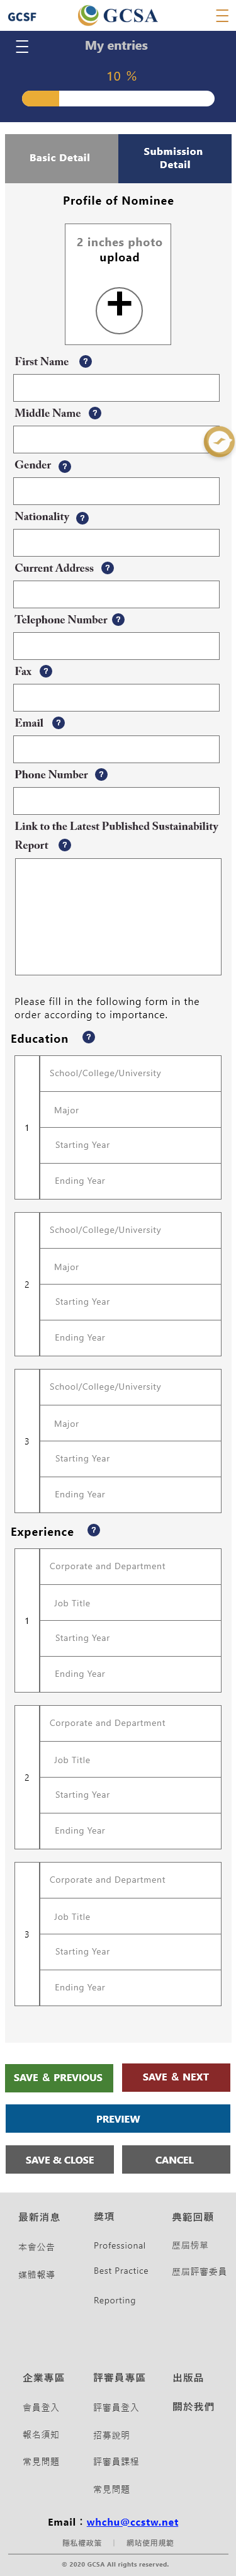 GCSF
GCSA
My entries
10 %
Basic Detail
Submission
Detail
Profile of Nominee
2 inches photo
upload
+
First Name ?
Middle Name ?
Gender ?
Nationality ?
Current Address ?
Telephone Number ?
Fax ?
Email ?
Phone Number ?
Link to the Latest Published Sustainability
Report ?
Please fill in the following form in the
order according to importance.
Education ?
1
School/College/University
Major
Starting Year
Ending Year
2
School/College/University
Major
Starting Year
Ending Year
3
School/College/University
Major
Starting Year
Ending Year
Experience ?
1
Corporate and Department
Job Title
Starting Year
Ending Year
2
Corporate and Department
Job Title
Starting Year
Ending Year
3
Corporate and Department
Job Title
Starting Year
Ending Year
SAVE & PREVIOUS
SAVE & NEXT
PREVIEW
SAVE & CLOSE
CANCEL
最新消息
本會公告
媒體報導
獎項
Professional
Best Practice
Reporting
典範回顧
歷屆榜單
歷屆評審委員
企業專區
會員登入
報名須知
常見問題
評審員專區
評審員登入
招募說明
評審員課程
常見問題
出版品
關於我們
Email：whchu@ccstw.net
隱私權政策 | 網站使用規範
© 2020 GCSA All rights reserved.